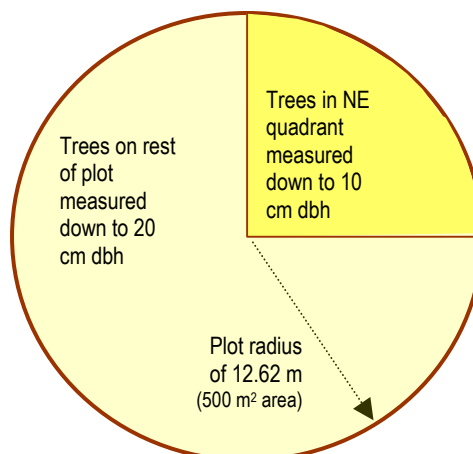 Trees in NE
quadrant
measured
down to 10
cm dbh
Trees on rest
of plot
measured
down to 20
cm dbh
Plot radius
of 12.62 m
(500 m² area)